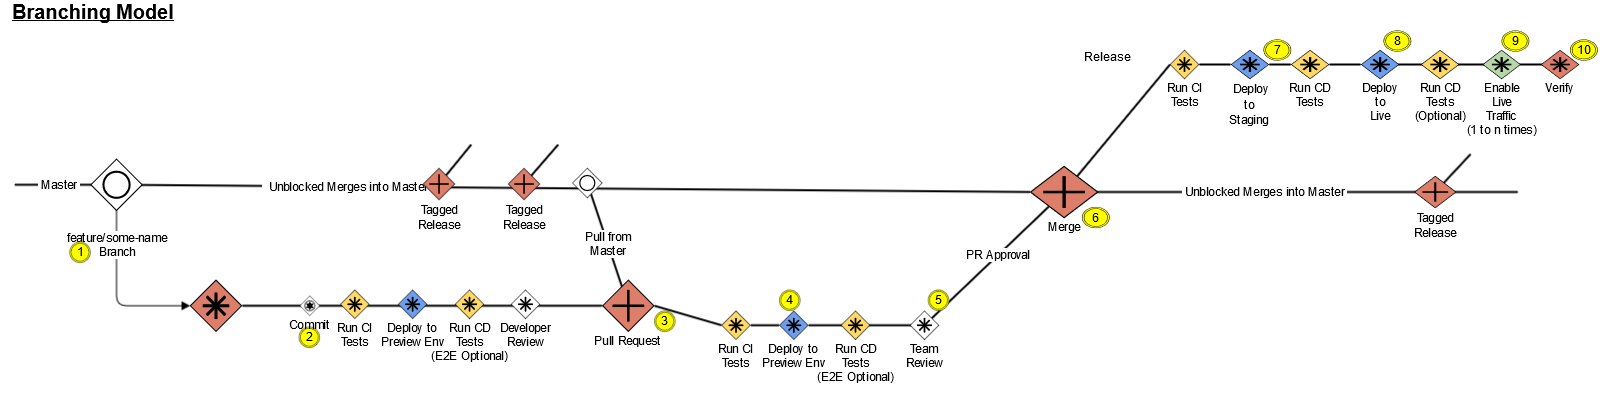 Branching Model
Release
7
8
9
10
Run CI
Tests
Deploy
to
Staging
Run CD
Tests
Deploy
to
Live
Run CD
Tests
(Optional)
Enable
Live
Traffic
(1 to n times)
Verify
Master
Unblocked Merges into Master
Tagged
Release
Tagged
Release
Pull from
Master
Merge
6
Unblocked Merges into Master
Tagged
Release
feature/some-name
Branch
1
PR Approval
Commit
2
Run CI
Tests
Deploy to
Preview Env
Run CD
Tests
(E2E Optional)
Developer
Review
Pull Request
3
Run CI
Tests
4
Deploy to
Preview Env
Run CD
Tests
(E2E Optional)
5
Team
Review